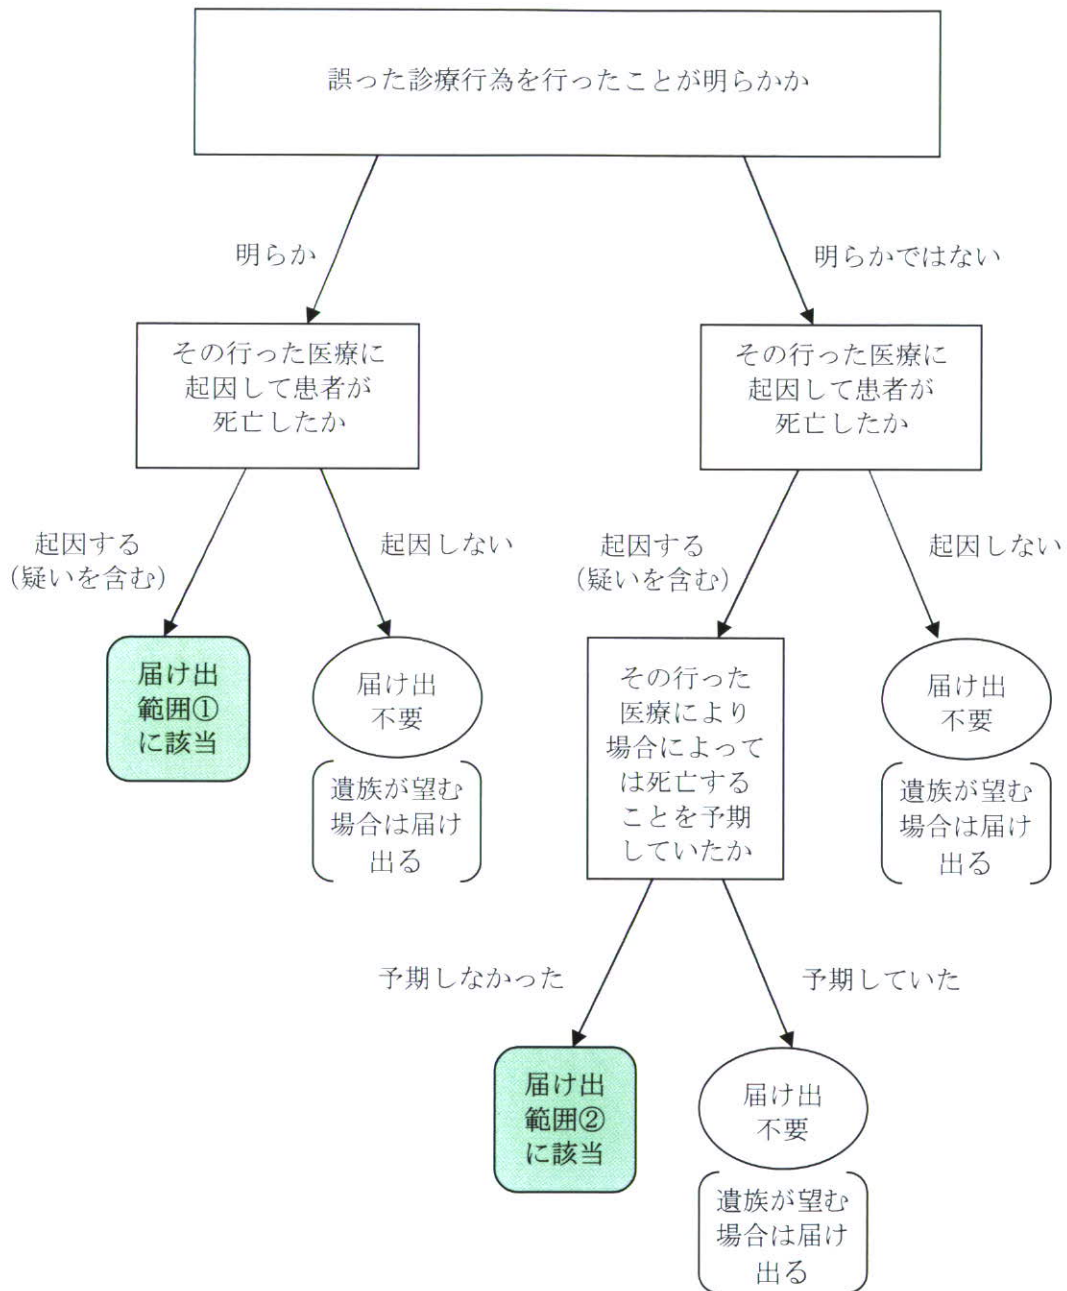 誤った診療行為を行ったことが明らかか
明らか
明らかではない
その行った医療に
起因して患者が
死亡したか
その行った医療に
起因して患者が
死亡したか
起因する
(疑いを含む)
起因しない
起因する
(疑いを含む)
起因しない
届け出
範囲①
に該当
届け出
不要
遺族が望む
場合は届け
出る
その行った
医療により
場合によって
は死亡する
ことを予期
していたか
届け出
不要
遺族が望む
場合は届け
出る
予期しなかった
予期していた
届け出
範囲②
に該当
届け出
不要
遺族が望む
場合は届け
出る